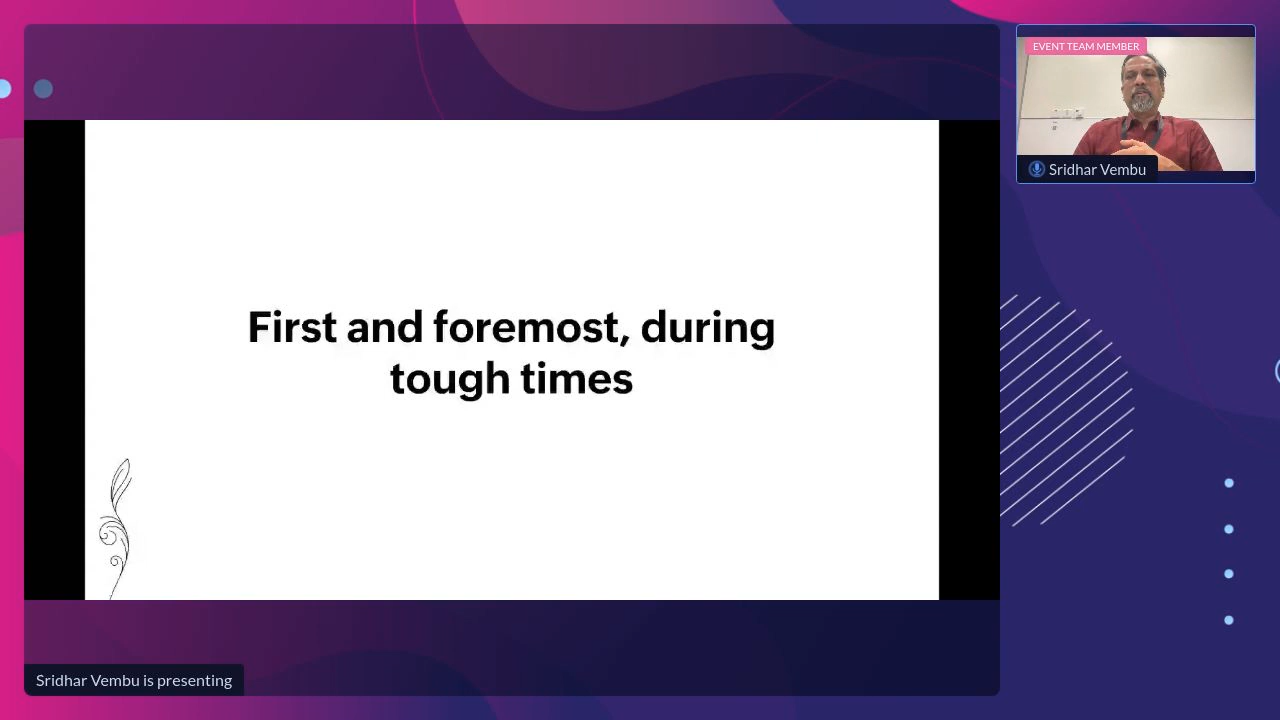 EVENT TEAM MEMBER
Sridhar Vembu
First and foremost, during
tough times
Sridhar Vembu is presenting